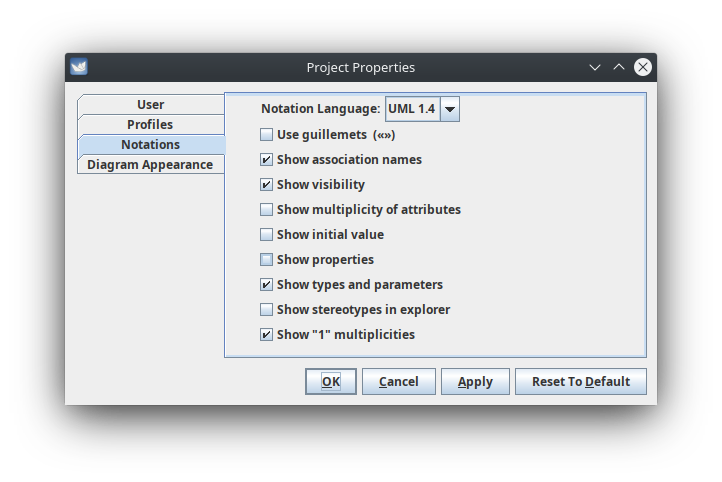 Project Properties
User
Profiles
Notations
Diagram Appearance
Notation Language: UML 1.4
Use guillemets («»)
Show association names
Show visibility
Show multiplicity of attributes
Show initial value
Show properties
Show types and parameters
Show stereotypes in explorer
Show "1" multiplicities
OK Cancel Apply Reset To Default